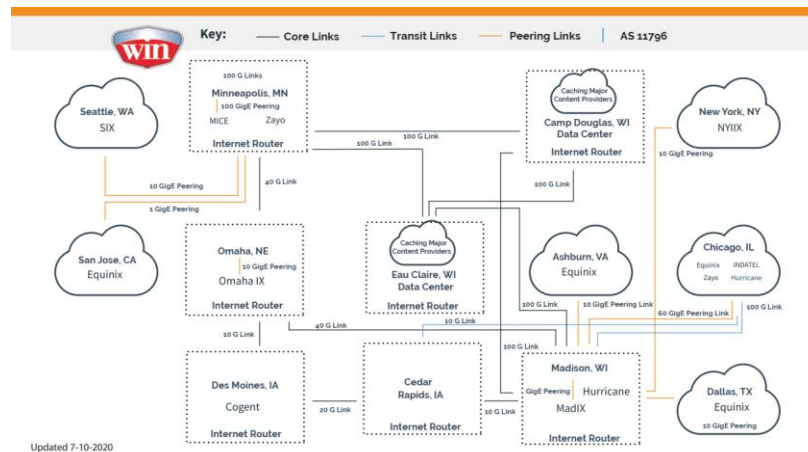 win
Key:
Core Links
Transit Links
Peering Links
AS 11796
Seattle, WA
SIX
100 G Links
Minneapolis, MN
100 GigE Peering
MICE
Zayo
Internet Router
Caching Major
Content Providers
Camp Douglas, WI
Data Center
Internet Router
New York, NY
NYIIX
100 G Link
100 G Link
10 GigE Peering
10 GigE Peering
1 GigE Peering
40 G Link
100 G Link
San Jose, CA
Equinix
Omaha, NE
10 GigE Peering
Omaha IX
Internet Router
Caching Major
Content Providers
Eau Claire, WI
Data Center
Internet Router
Ashburn, VA
Equinix
Chicago, IL
Equinix
INDATEL
Zayo
Hurricane
100 G Link
10 GigE Peering Link
100 G Link
60 GigE Peering Link
10 G Link
40 G Link
10 G Link
100 G Link
Des Moines, IA
Cogent
Internet Router
20 G Link
Cedar
Rapids, IA
Internet Router
10 G Link
Madison, WI
GigE Peering
Hurricane
MadIX
Internet Router
Dallas, TX
Equinix
10 GigE Peering
Updated 7-10-2020